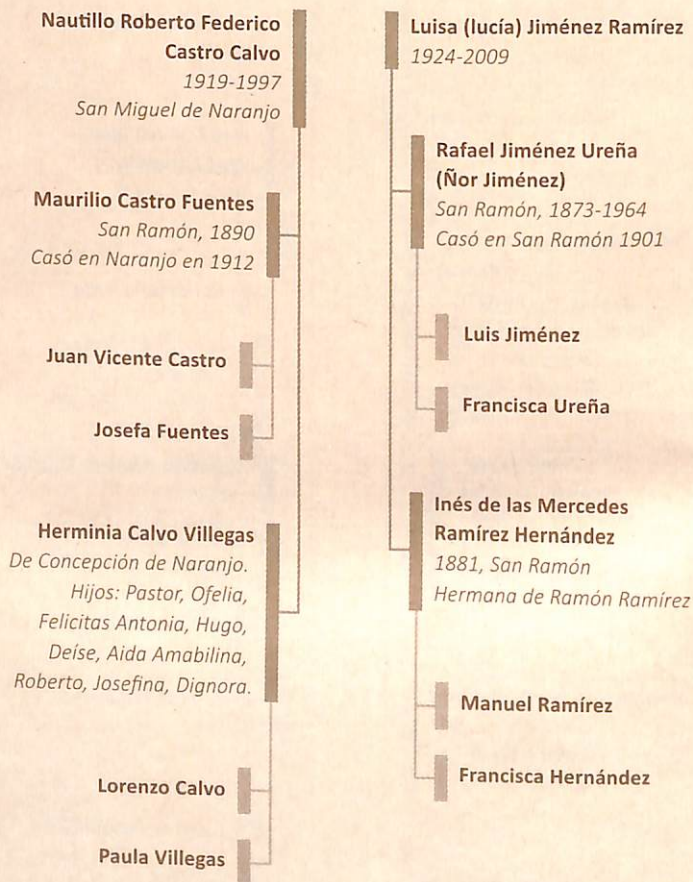 Nautillo Roberto Federico
Castro Calvo
1919-1997
San Miguel de Naranjo
Maurilio Castro Fuentes
San Ramón, 1890
Casó en Naranjo en 1912
Juan Vicente Castro
Josefa Fuentes
Herminia Calvo Villegas
De Concepción de Naranjo.
Hijos: Pastor, Ofelia,
Felicitas Antonia, Hugo,
Deíse, Aida Amabilina,
Roberto, Josefina, Dignora.
Lorenzo Calvo
Paula Villegas
Luisa (lucía) Jiménez Ramírez
1924-2009
Rafael Jiménez Ureña
(Ñor Jiménez)
San Ramón, 1873-1964
Casó en San Ramón 1901
Luis Jiménez
Francisca Ureña
Inés de las Mercedes
Ramírez Hernández
1881, San Ramón
Hermana de Ramón Ramírez
Manuel Ramírez
Francisca Hernández